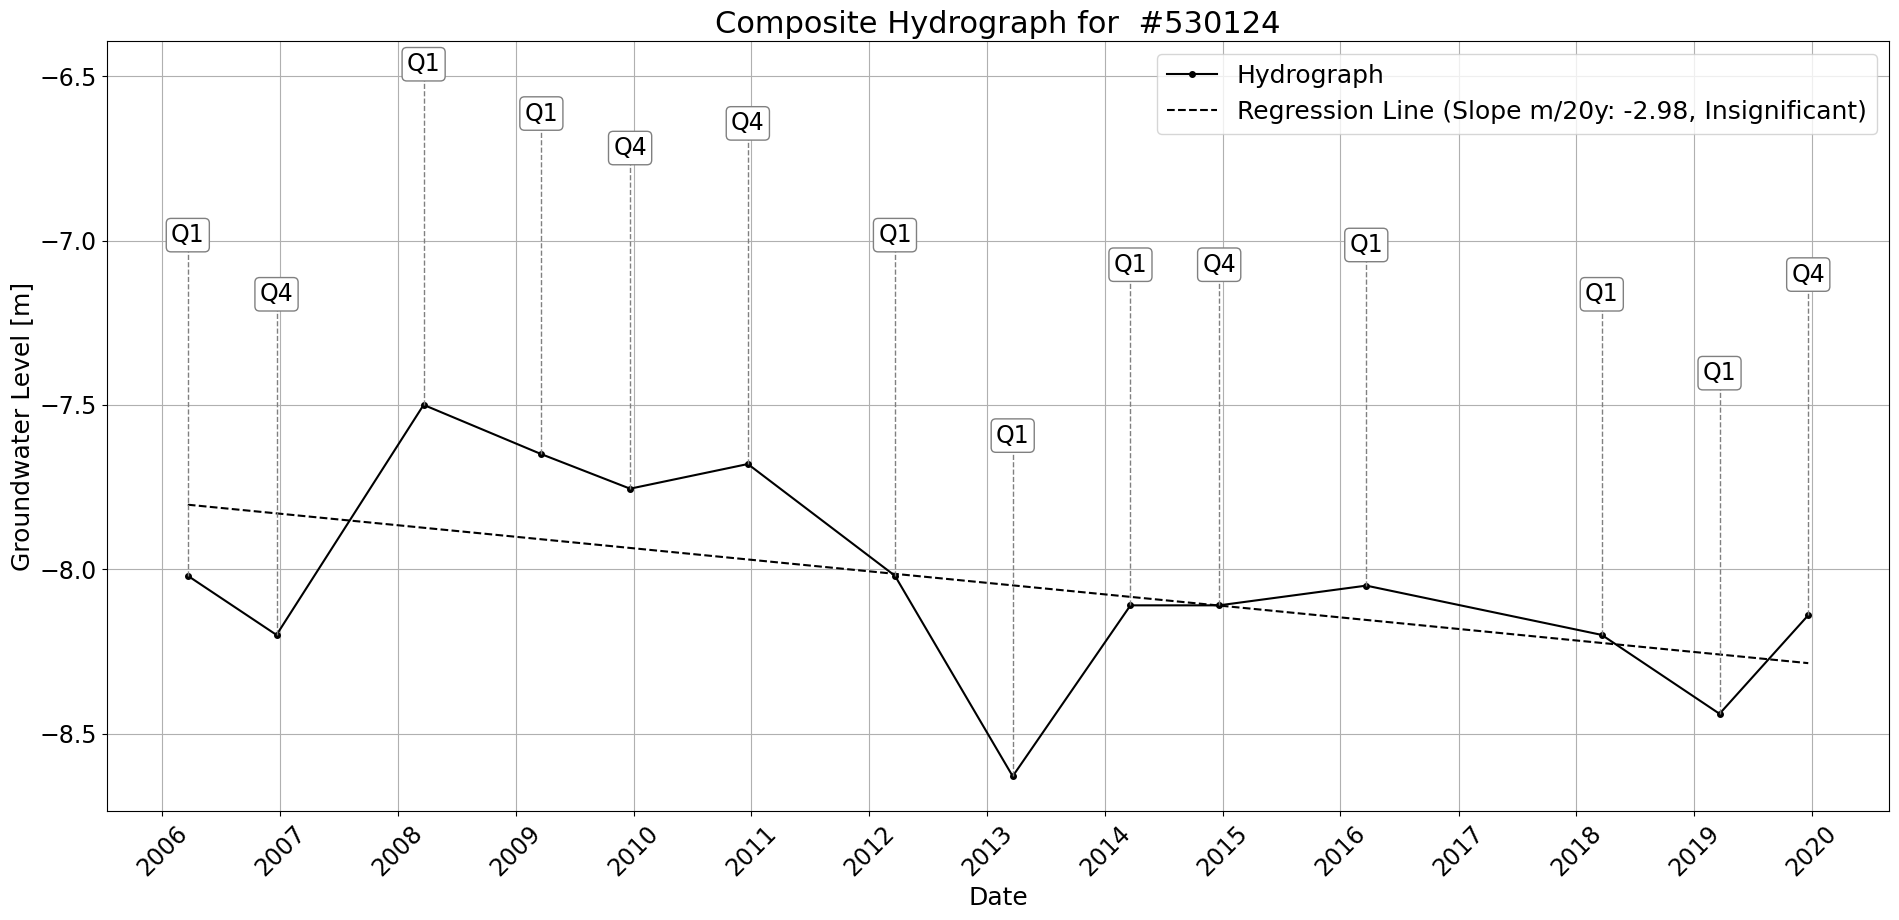 Composite Hydrograph for  #530124
Hydrograph
Regression Line (Slope m/20y: -2.98, Insignificant)
Groundwater Level [m]
−6.5
−7.0
−7.5
−8.0
−8.5
Q1
Q4
Q1
Q1
Q4
Q4
Q1
Q1
Q1
Q4
Q1
Q1
Q1
Q4
2006
2007
2008
2009
2010
2011
2012
2013
2014
2015
2016
2017
2018
2019
2020
Date